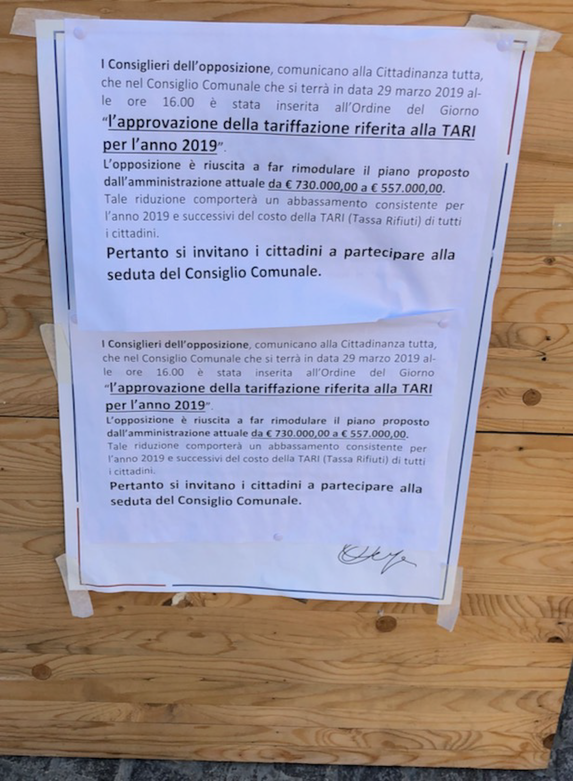 I Consiglieri dell'opposizione, comunicano alla Cittadinanza tutta,
che nel Consiglio Comunale che si terrà in data 29 marzo 2019 al-
le ore 16.00 è stata inserita all'Ordine del Giorno
"l'approvazione della tariffazione riferita alla TARI
per l'anno 2019".
L'opposizione è riuscita a far rimodulare il piano proposto
dall'amministrazione attuale da € 730.000,00 a € 557.000,00.
Tale riduzione comporterà un abbassamento consistente per
l'anno 2019 e successivi del costo della TARI (Tassa Rifiuti) di tutti
i cittadini.
Pertanto si invitano i cittadini a partecipare alla
seduta del Consiglio Comunale.
I Consiglieri dell'opposizione, comunicano alla Cittadinanza tutta,
che nel Consiglio Comunale che si terrà in data 29 marzo 2019 al-
le ore 16.00 è stata inserita all'Ordine del Giorno
"l'approvazione della tariffazione riferita alla TARI
per l'anno 2019".
L'opposizione è riuscita a far rimodulare il piano proposto
dall'amministrazione attuale da € 730.000,00 a € 557.000,00.
Tale riduzione comporterà un abbassamento consistente per
l'anno 2019 e successivi del costo della TARI (Tassa Rifiuti) di tutti
i cittadini.
Pertanto si invitano i cittadini a partecipare alla
seduta del Consiglio Comunale.